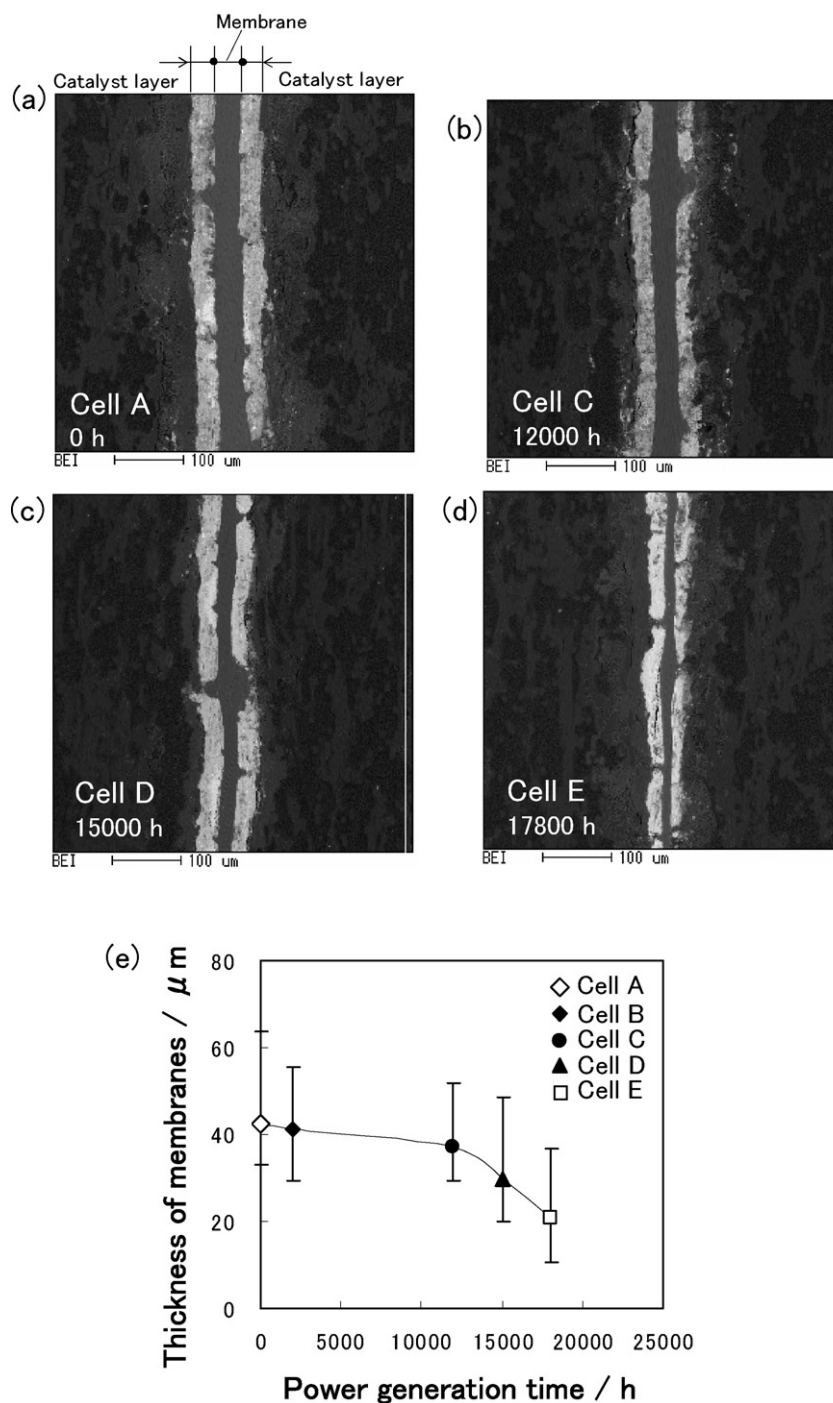 Membrane
Catalyst layer Catalyst layer
(a)
Cell A
0 h
BEI 100 um
(b)
Cell C
12000 h
BEI 100 um
(c)
Cell D
15000 h
BEI 100 um
(d)
Cell E
17800 h
BEI 100 um
(e)
Thickness of membranes / μm
80
60
40
20
0
Cell A
Cell B
Cell C
Cell D
Cell E
0 5000 10000 15000 20000 25000
Power generation time / h